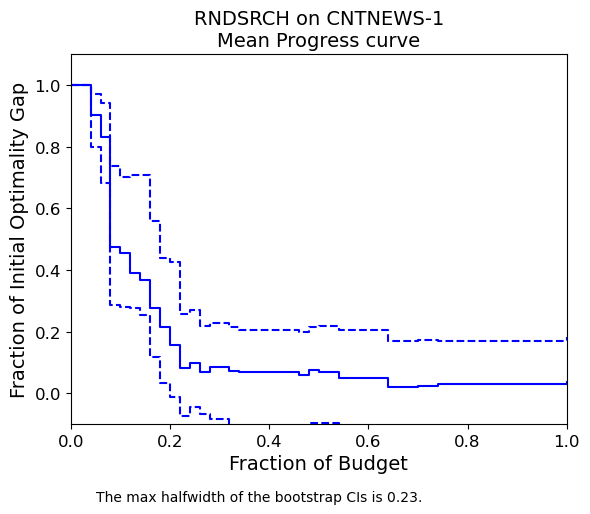 RNDSRCH on CNTNEWS-1
Mean Progress curve
Fraction of Initial Optimality Gap
1.0
0.8
0.6
0.4
0.2
0.0
0.0 0.2 0.4 0.6 0.8 1.0
Fraction of Budget
The max halfwidth of the bootstrap CIs is 0.23.